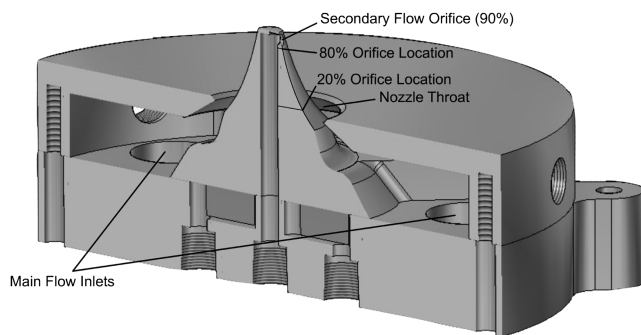 Secondary Flow Orifice (90%)
80% Orifice Location
20% Orifice Location
Nozzle Throat
Main Flow Inlets